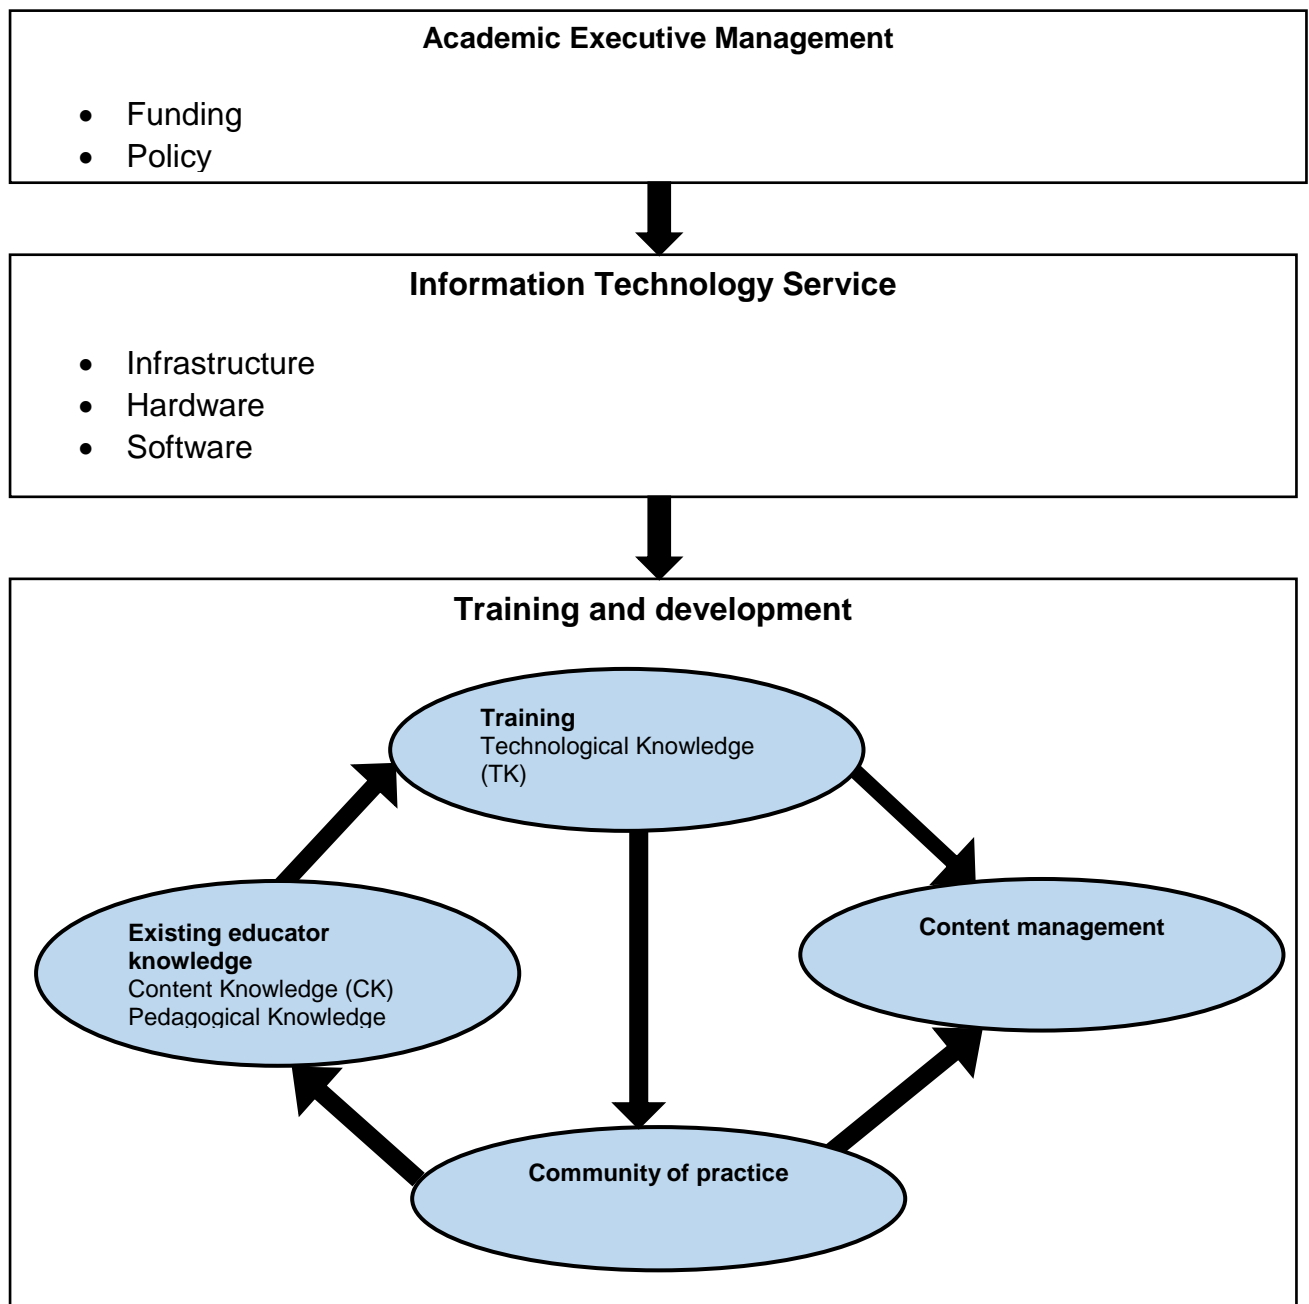 Academic Executive Management
• Funding
• Policy
Information Technology Service
• Infrastructure
• Hardware
• Software
Training and development
Training
Technological Knowledge
(TK)
Existing educator
knowledge
Content Knowledge (CK)
Pedagogical Knowledge
Content management
Community of practice